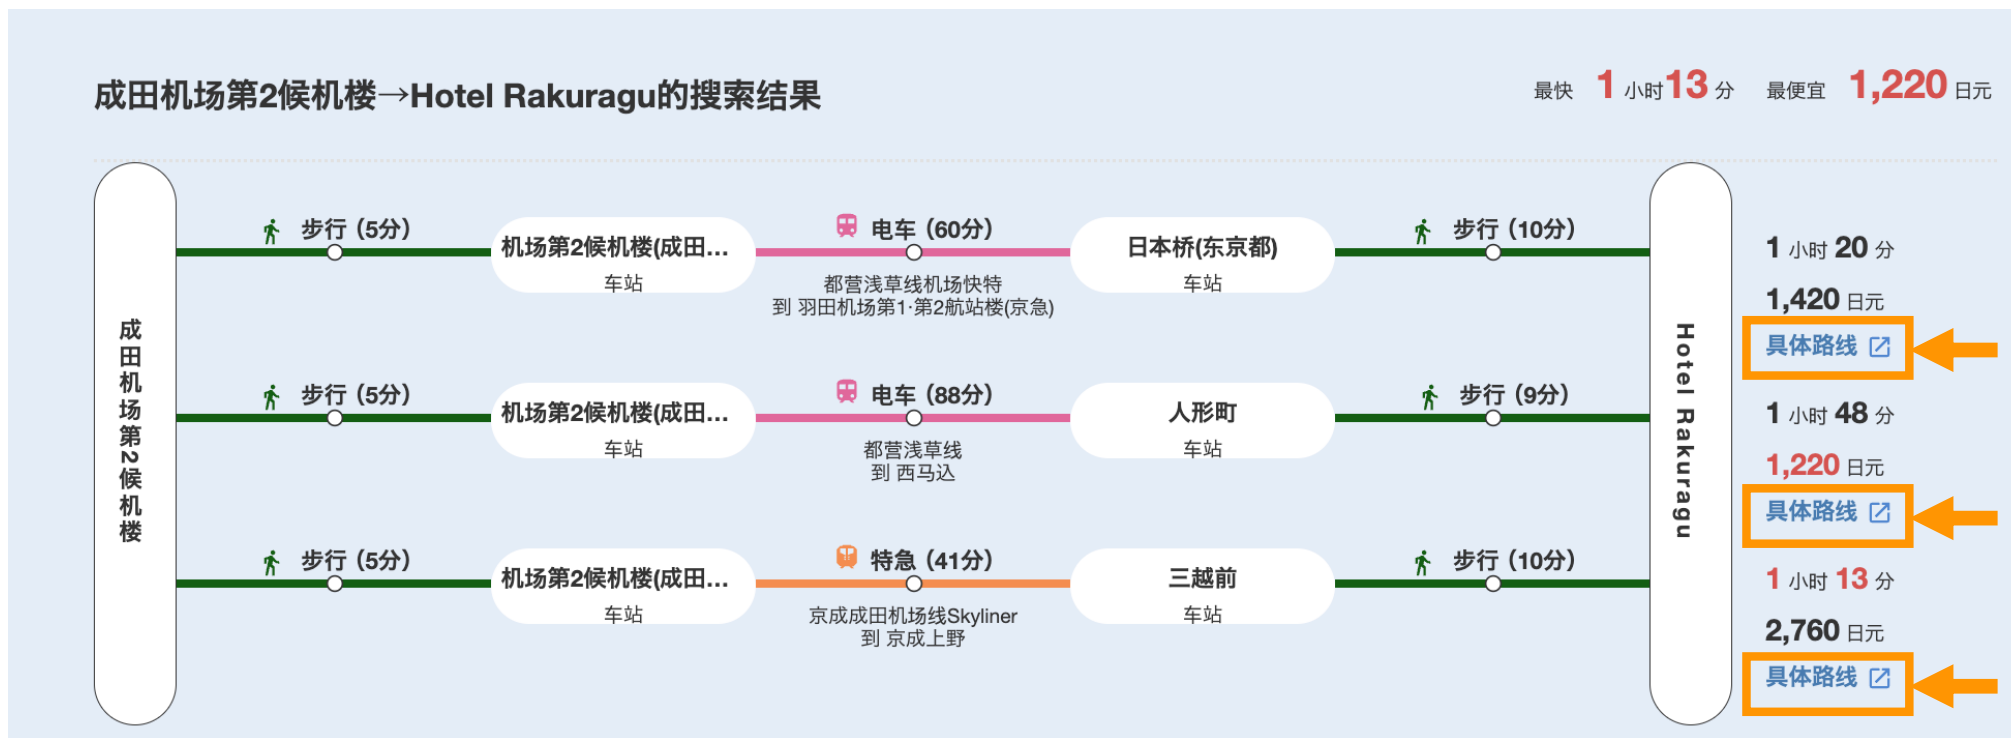 成田机场第2候机楼→Hotel Rakuragu的搜索结果
最快 1 小时 13 分 最便宜 1,220 日元
成田机场第2候机楼
步行（5分）
机场第2候机楼(成田...
车站
电车（60分）
都营浅草线机场快特
到 羽田机场第1·第2航站楼(京急)
日本桥(东京都)
车站
步行（10分）
1 小时 20 分
1,420 日元
具体路线
步行（5分）
机场第2候机楼(成田...
车站
电车（88分）
都营浅草线
到 西马込
人形町
车站
步行（9分）
1 小时 48 分
1,220 日元
具体路线
步行（5分）
机场第2候机楼(成田...
车站
特急（41分）
京成成田机场线Skyliner
到 京成上野
三越前
车站
步行（10分）
1 小时 13 分
2,760 日元
具体路线
Hotel Rakuragu